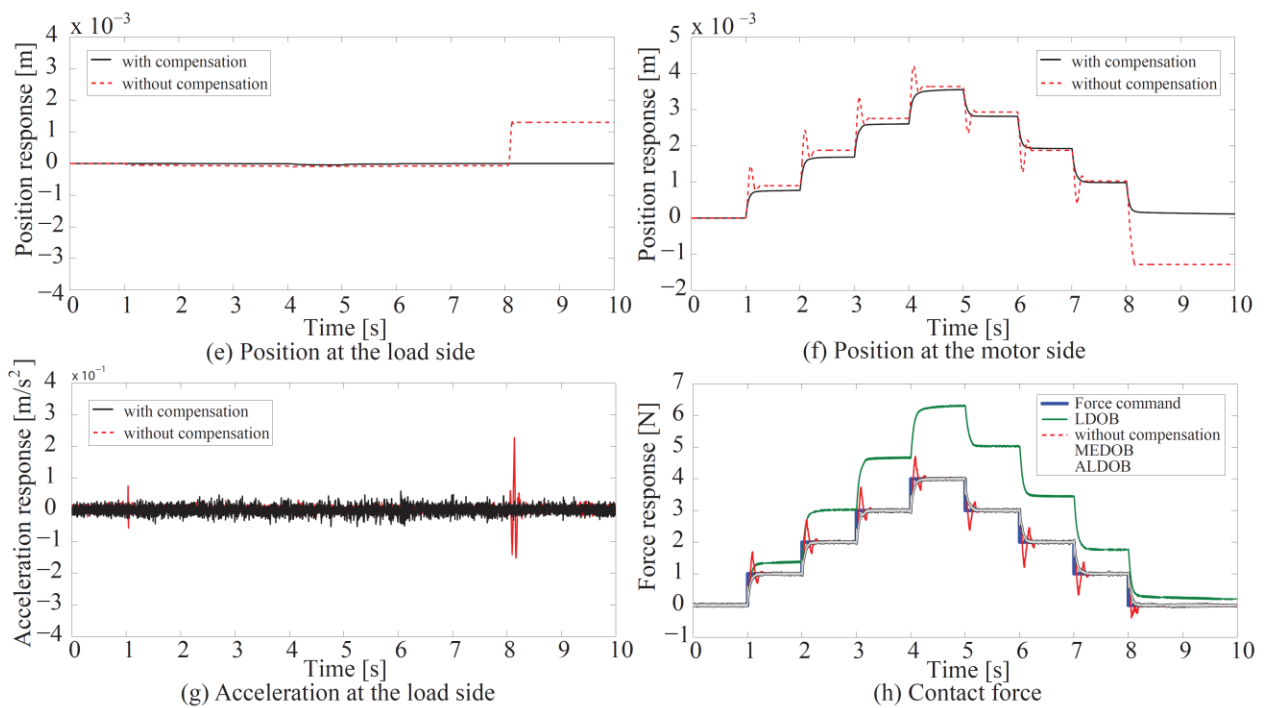 x 10⁻³
4
3
2
1
0
−1
−2
−3
−4
Position response [m]
with compensation
without compensation
0 1 2 3 4 5 6 7 8 9 10
Time [s]
(e) Position at the load side
x 10⁻³
5
4
3
2
1
0
−1
−2
Position response [m]
with compensation
without compensation
0 1 2 3 4 5 6 7 8 9 10
Time [s]
(f) Position at the motor side
x 10⁻¹
4
3
2
1
0
−1
−2
−3
−4
Acceleration response [m/s²]
with compensation
without compensation
0 1 2 3 4 5 6 7 8 9 10
Time [s]
(g) Acceleration at the load side
7
6
5
4
3
2
1
0
−1
Force response [N]
Force command
LDOB
without compensation
MEDOB
ALDOB
0 1 2 3 4 5 6 7 8 9 10
Time [s]
(h) Contact force